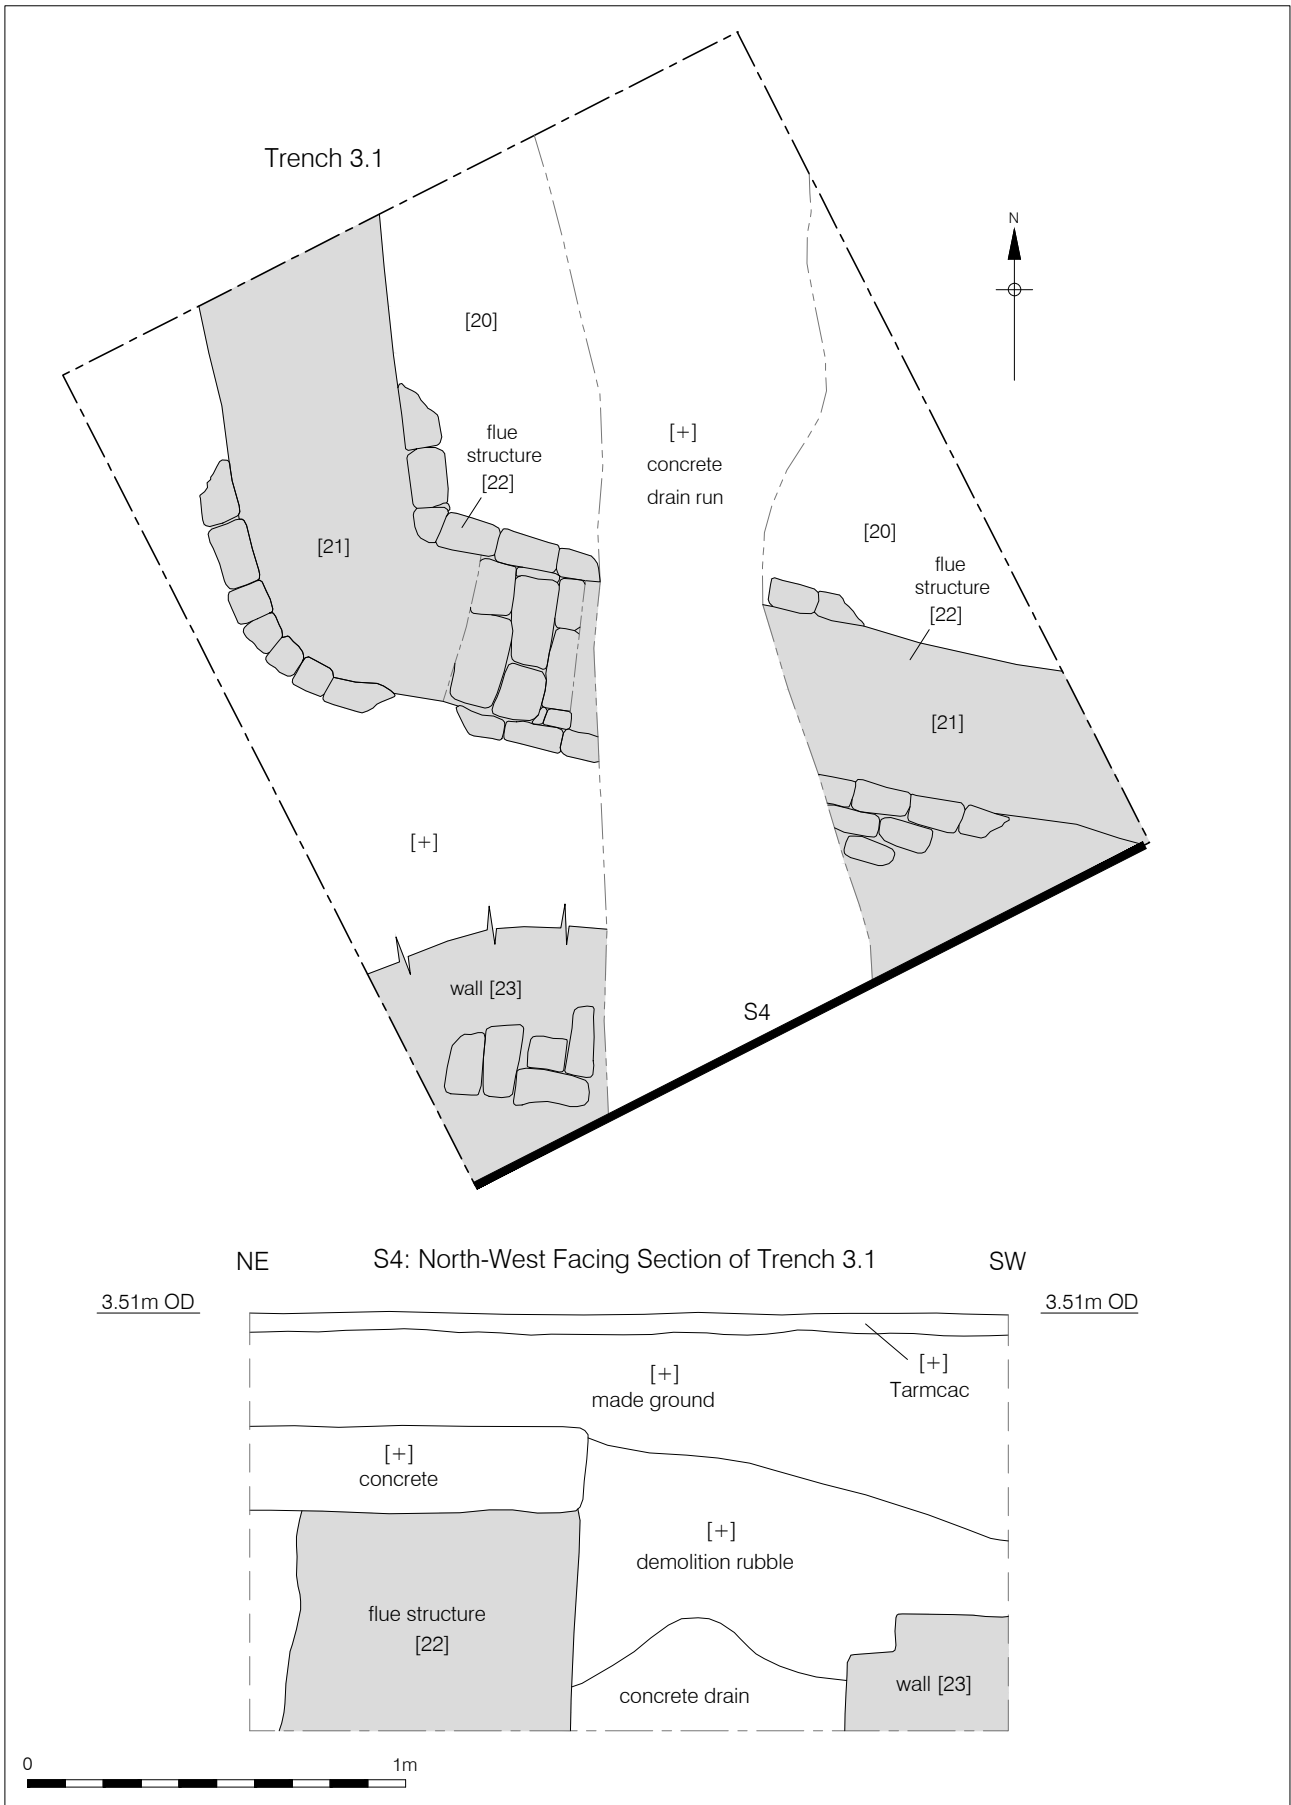 Trench 3.1
N
[20]
flue
structure
[22]
[+]
concrete
drain run
[21]
[20]
flue
structure
[22]
[21]
[+]
wall [23]
S4
NE
S4: North-West Facing Section of Trench 3.1
SW
3.51m OD
3.51m OD
[+]
made ground
[+]
Tarmcac
[+]
concrete
[+]
demolition rubble
flue structure
[22]
concrete drain
wall [23]
0
1m